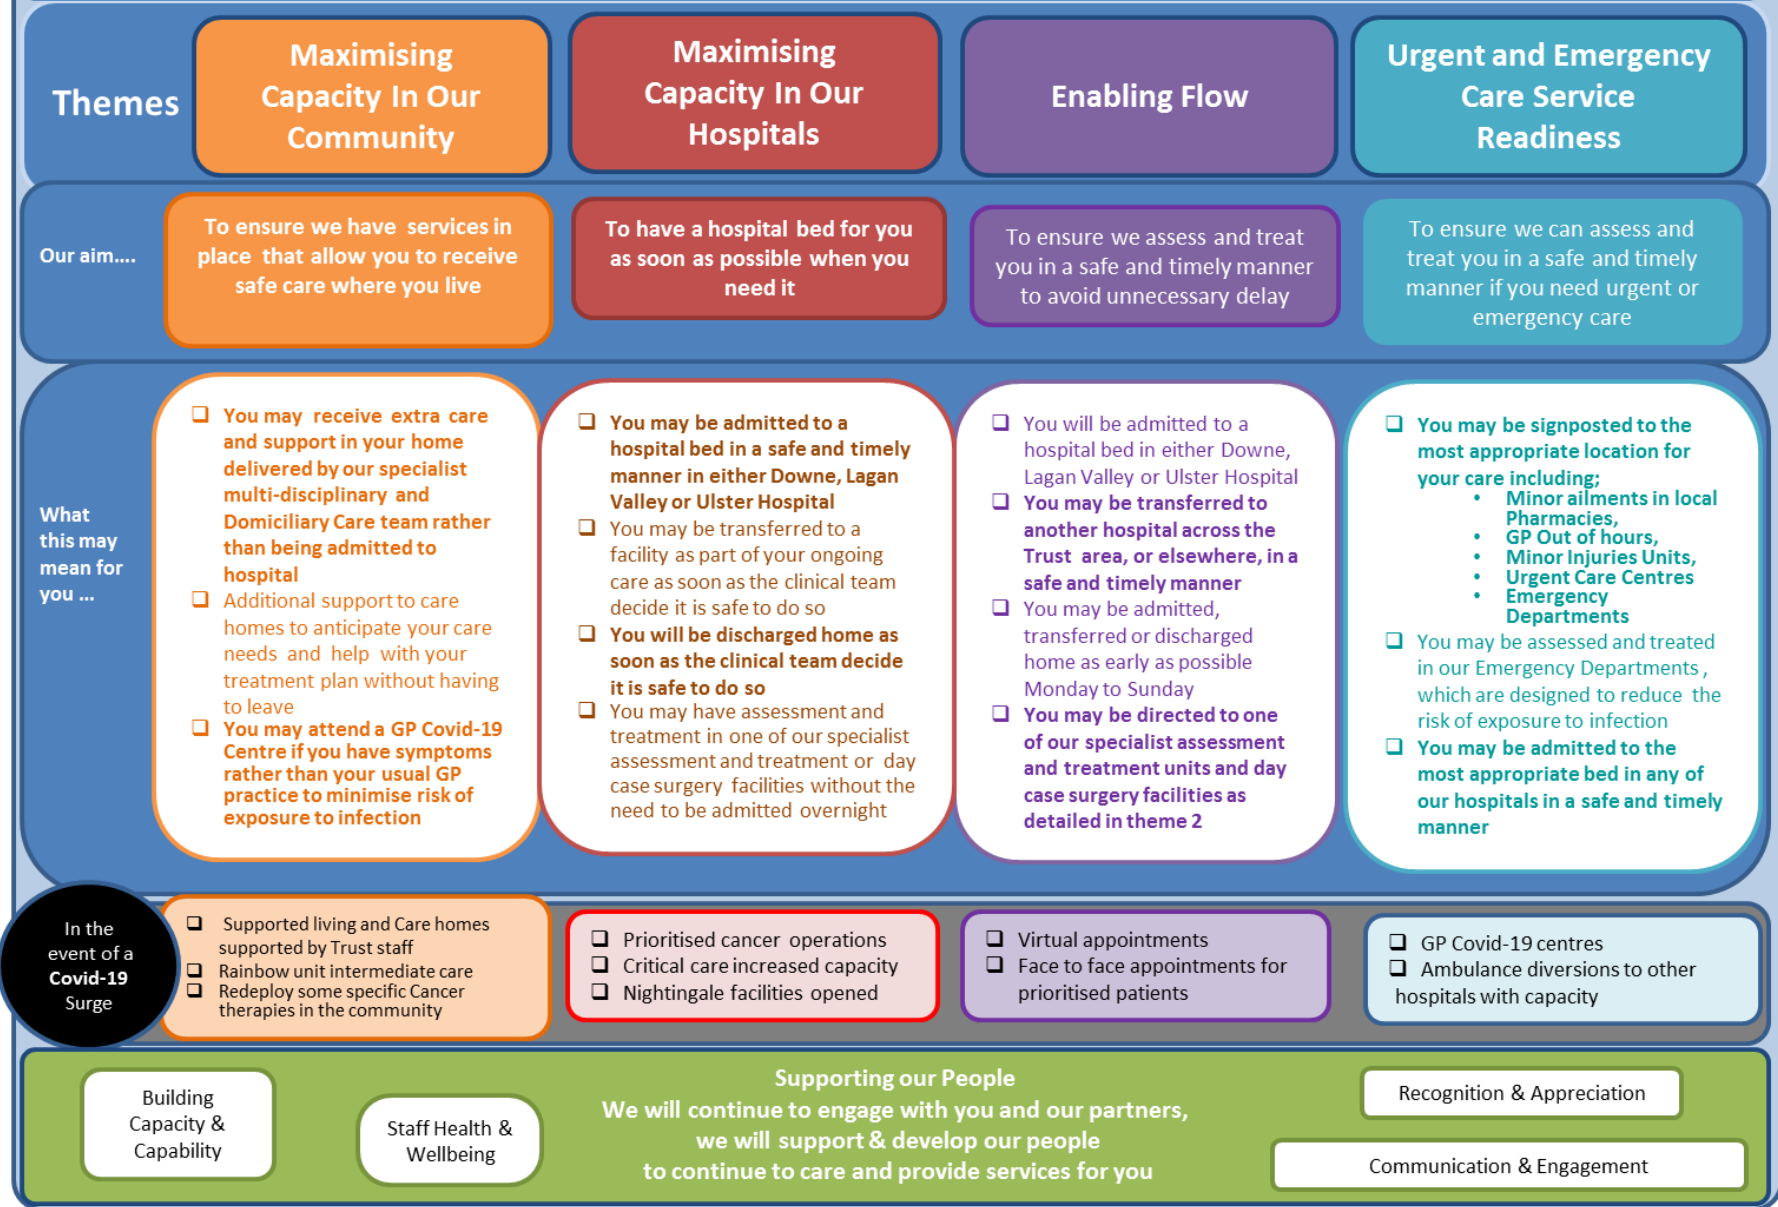 Themes
Maximising
Capacity In Our
Community
Maximising
Capacity In Our
Hospitals
Enabling Flow
Urgent and Emergency
Care Service
Readiness
Our aim....
To ensure we have services in
place that allow you to receive
safe care where you live
To have a hospital bed for you
as soon as possible when you
need it
To ensure we assess and treat
you in a safe and timely manner
to avoid unnecessary delay
To ensure we can assess and
treat you in a safe and timely
manner if you need urgent or
emergency care
What
this may
mean for
you ...
❑ You may receive extra care
and support in your home
delivered by our specialist
multi-disciplinary and
Domiciliary Care team rather
than being admitted to
hospital
❑ Additional support to care
homes to anticipate your care
needs and help with your
treatment plan without having
to leave
❑ You may attend a GP Covid-19
Centre if you have symptoms
rather than your usual GP
practice to minimise risk of
exposure to infection
❑ You may be admitted to a
hospital bed in a safe and timely
manner in either Downe, Lagan
Valley or Ulster Hospital
❑ You may be transferred to a
facility as part of your ongoing
care as soon as the clinical team
decide it is safe to do so
❑ You will be discharged home as
soon as the clinical team decide
it is safe to do so
❑ You may have assessment and
treatment in one of our specialist
assessment and treatment or day
case surgery facilities without the
need to be admitted overnight
❑ You will be admitted to a
hospital bed in either Downe,
Lagan Valley or Ulster Hospital
❑ You may be transferred to
another hospital across the
Trust area, or elsewhere, in a
safe and timely manner
❑ You may be admitted,
transferred or discharged
home as early as possible
Monday to Sunday
❑ You may be directed to one
of our specialist assessment
and treatment units and day
case surgery facilities as
detailed in theme 2
❑ You may be signposted to the
most appropriate location for
your care including;
• Minor ailments in local
Pharmacies,
• GP Out of hours,
• Minor Injuries Units,
• Urgent Care Centres
• Emergency
Departments
❑ You may be assessed and treated
in our Emergency Departments ,
which are designed to reduce the
risk of exposure to infection
❑ You may be admitted to the
most appropriate bed in any of
our hospitals in a safe and timely
manner
In the
event of a
Covid-19
Surge
❑ Supported living and Care homes
supported by Trust staff
❑ Rainbow unit intermediate care
❑ Redeploy some specific Cancer
therapies in the community
❑ Prioritised cancer operations
❑ Critical care increased capacity
❑ Nightingale facilities opened
❑ Virtual appointments
❑ Face to face appointments for
prioritised patients
❑ GP Covid-19 centres
❑ Ambulance diversions to other
hospitals with capacity
Building
Capacity &
Capability
Staff Health &
Wellbeing
Supporting our People
We will continue to engage with you and our partners,
we will support & develop our people
to continue to care and provide services for you
Recognition & Appreciation
Communication & Engagement